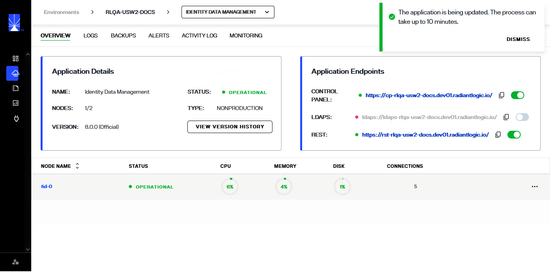 Environments > RLQA-USW2-DOCS > IDENTITY DATA MANAGEMENT
The application is being updated. The process can
take up to 10 minutes.
DISMISS
OVERVIEW LOGS BACKUPS ALERTS ACTIVITY LOG MONITORING
Application Details
NAME: Identity Data Management STATUS: OPERATIONAL
NODES: 1/2 TYPE: NONPRODUCTION
VERSION: 8.0.0 (Official) VIEW VERSION HISTORY
Application Endpoints
CONTROL
PANEL: https://cp-rlqa-usw2-docs.dev01.radiantlogic.io/
LDAPS: ldaps://ldaps-rlqa-usw2-docs.dev01.radiantlogic.io/
REST: https://rst-rlqa-usw2-docs.dev01.radiantlogic.io/
NODE NAME STATUS CPU MEMORY DISK CONNECTIONS
fid-0 OPERATIONAL 11% 4% 1% 5